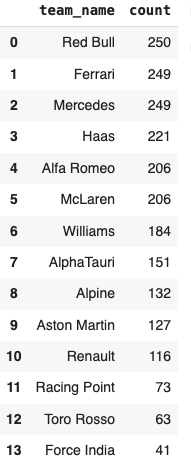 team_name count
0 Red Bull 250
1 Ferrari 249
2 Mercedes 249
3 Haas 221
4 Alfa Romeo 206
5 McLaren 206
6 Williams 184
7 AlphaTauri 151
8 Alpine 132
9 Aston Martin 127
10 Renault 116
11 Racing Point 73
12 Toro Rosso 63
13 Force India 41